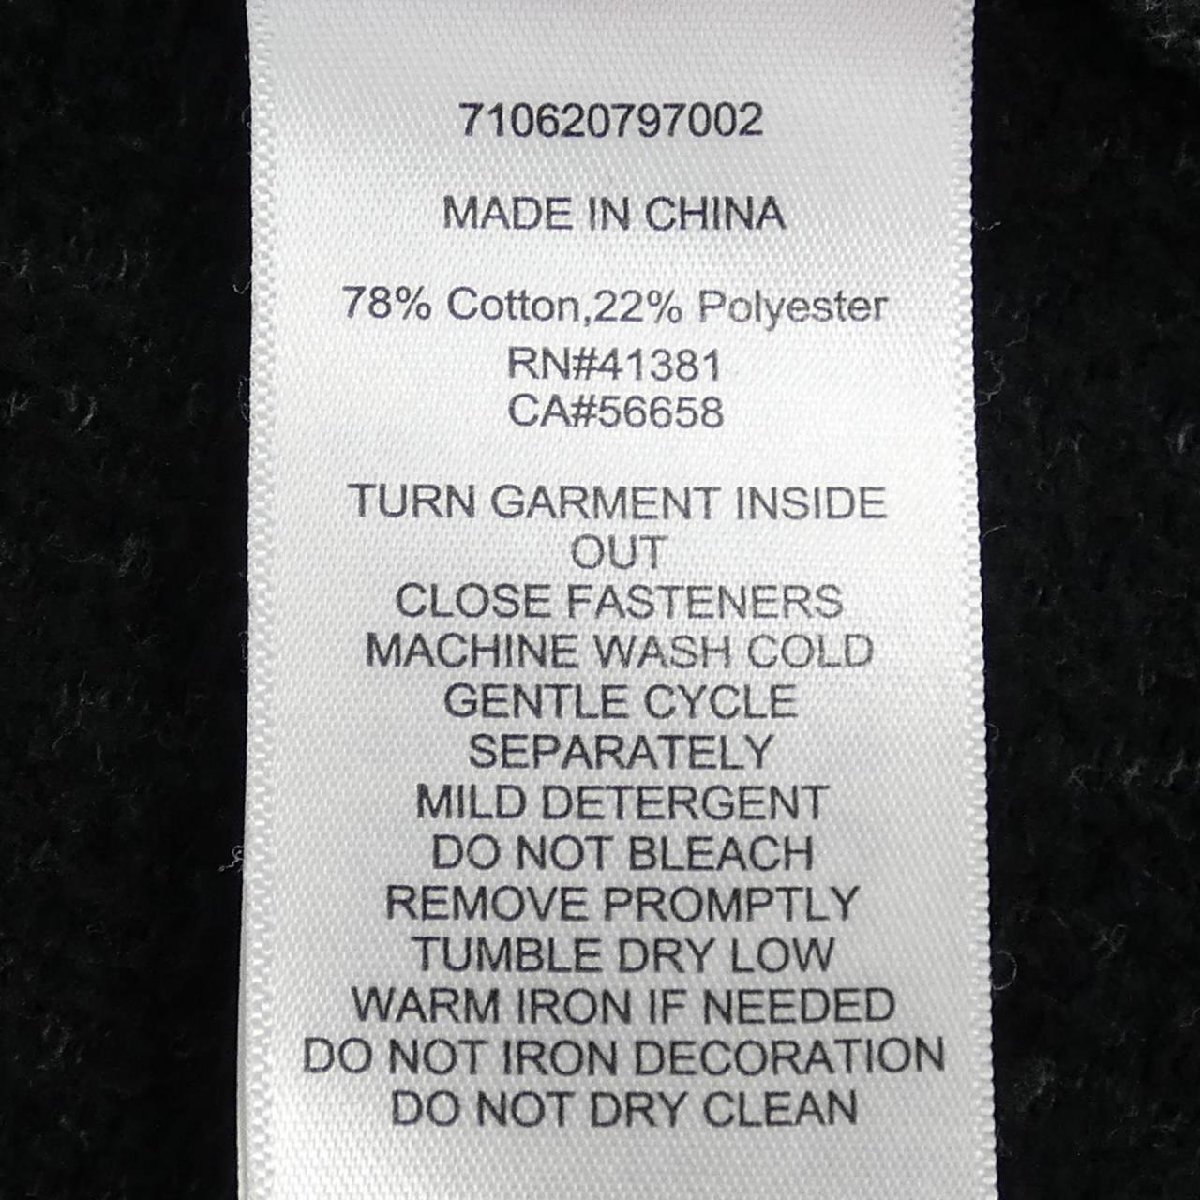 710620797002
MADE IN CHINA
78% Cotton,22% Polyester
RN#41381
CA#56658
TURN GARMENT INSIDE
OUT
CLOSE FASTENERS
MACHINE WASH COLD
GENTLE CYCLE
SEPARATELY
MILD DETERGENT
DO NOT BLEACH
REMOVE PROMPTLY
TUMBLE DRY LOW
WARM IRON IF NEEDED
DO NOT IRON DECORATION
DO NOT DRY CLEAN